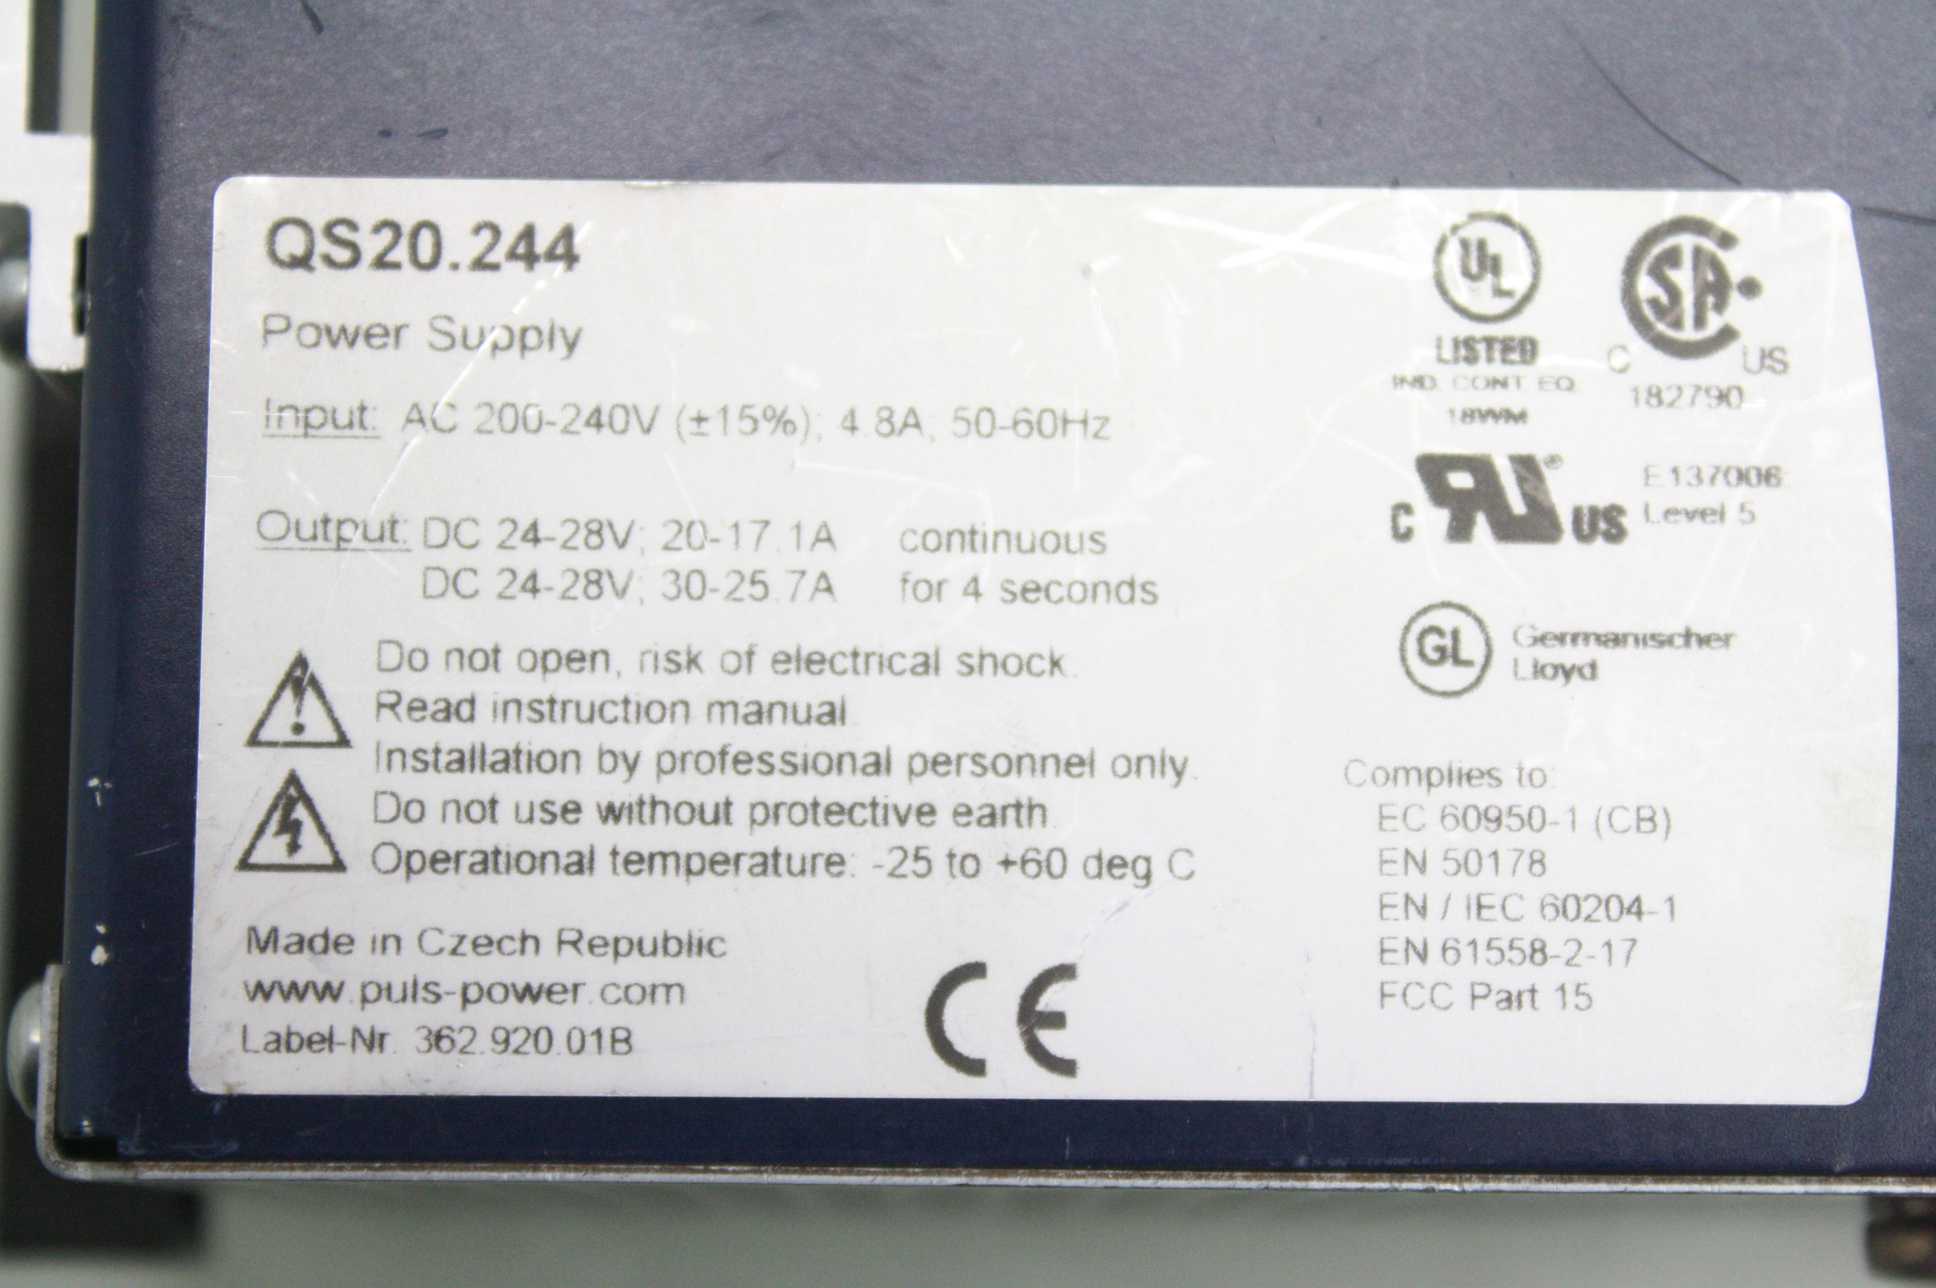 QS20.244
Power Supply
Input: AC 200-240V (±15%); 4.8A; 50-60Hz
Output: DC 24-28V; 20-17.1A continuous
DC 24-28V; 30-25.7A for 4 seconds
Do not open, risk of electrical shock.
Read instruction manual.
Installation by professional personnel only.
Do not use without protective earth.
Operational temperature: -25 to +60 deg C
Made in Czech Republic
www.puls-power.com
Label-Nr. 362.920.01B
CE
UL
LISTED
IND. CONT. EQ.
18WM
SA
C US
182790
C RU® US
E137006
Level 5
GL
Germanischer
Lloyd
Complies to:
EC 60950-1 (CB)
EN 50178
EN / IEC 60204-1
EN 61558-2-17
FCC Part 15